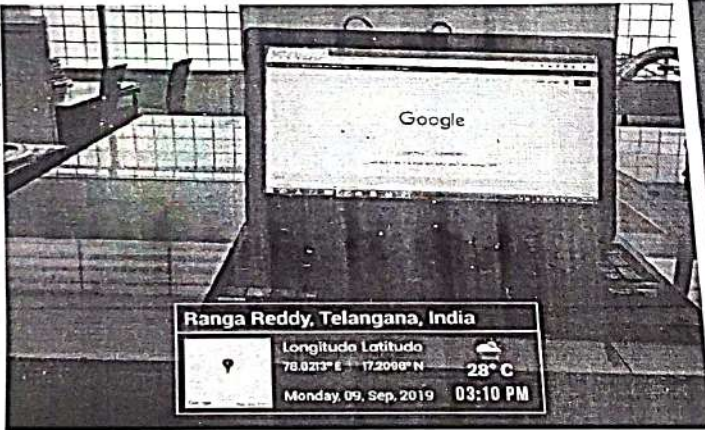 Google
Ranga Reddy, Telangana, India
Longitude Latitude
78.0213° E 17.2098° N
28° C
Monday, 09, Sep, 2019 03:10 PM